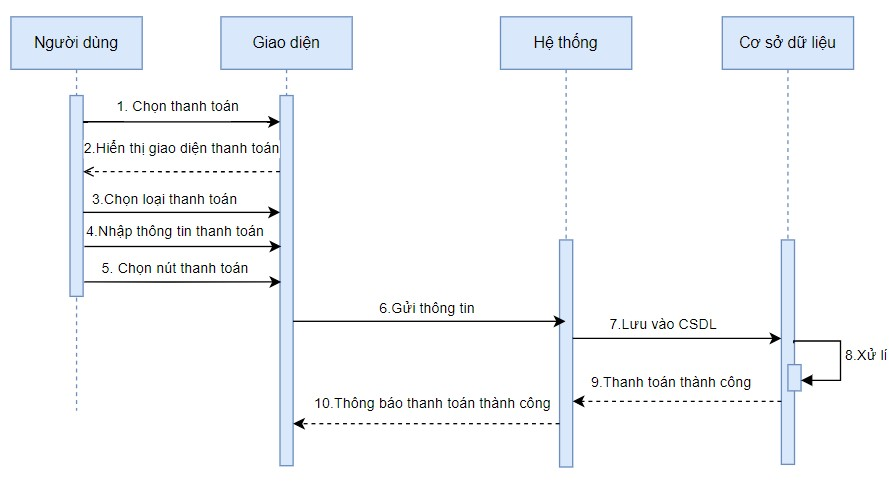 Người dùng
Giao diện
Hệ thống
Cơ sở dữ liệu
1. Chọn thanh toán
2.Hiển thị giao diện thanh toán
3.Chọn loại thanh toán
4.Nhập thông tin thanh toán
5. Chọn nút thanh toán
6.Gửi thông tin
7.Lưu vào CSDL
8.Xử lí
9.Thanh toán thành công
10.Thông báo thanh toán thành công